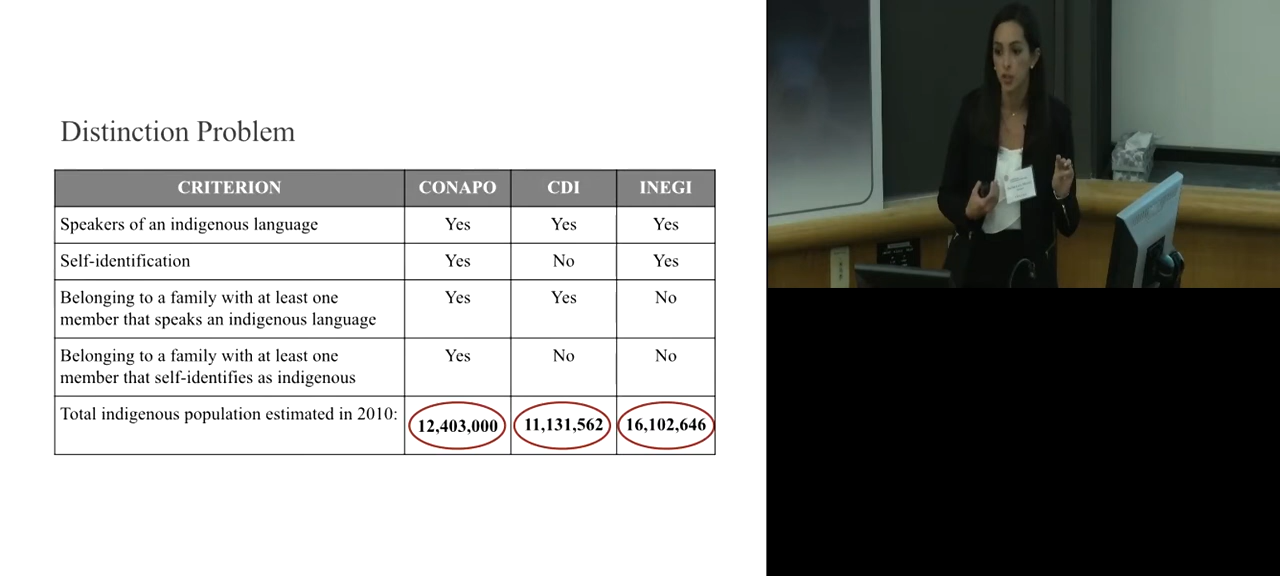 Distinction Problem
CRITERION CONAPO CDI INEGI
Speakers of an indigenous language Yes Yes Yes
Self-identification Yes No Yes
Belonging to a family with at least one Yes Yes No
member that speaks an indigenous language
Belonging to a family with at least one Yes No No
member that self-identifies as indigenous
Total indigenous population estimated in 2010: 12,403,000 11,131,562 16,102,646